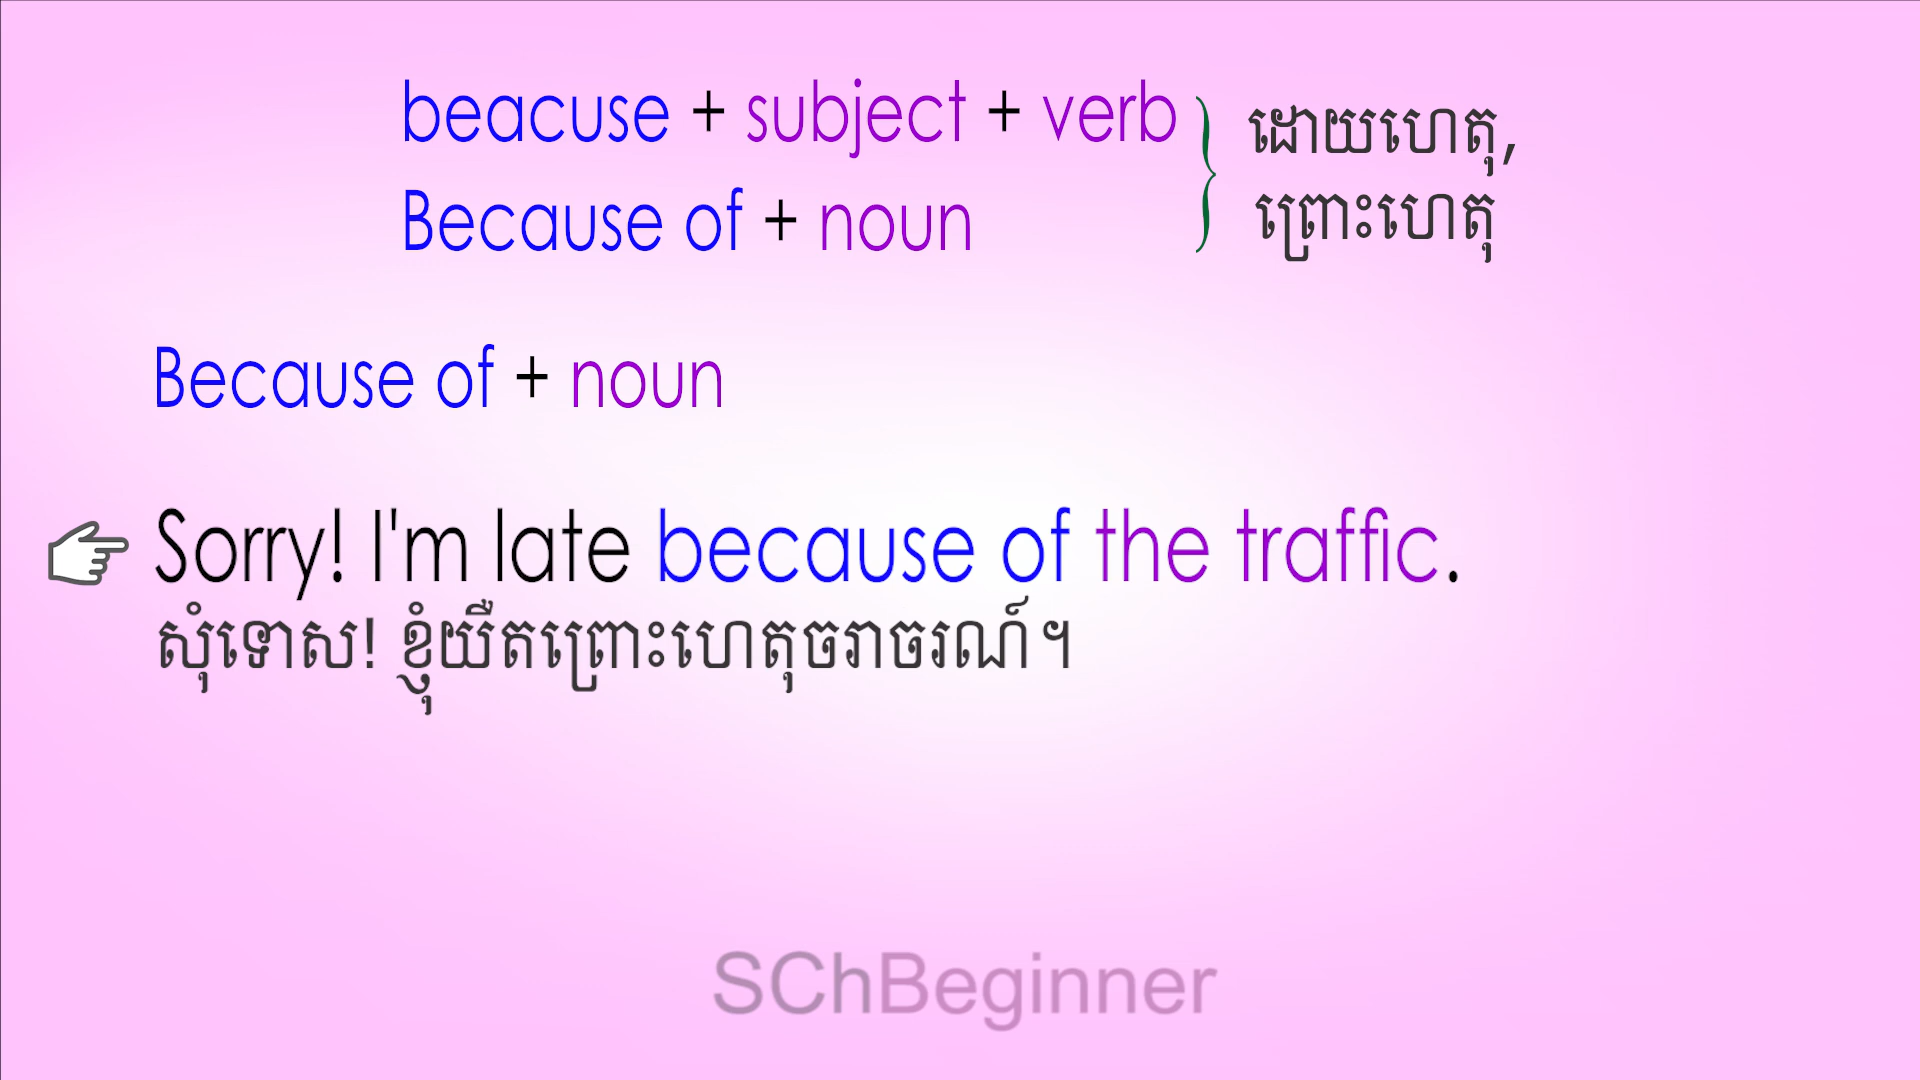 beacuse + subject + verb
ដោយហេតុ,
Because of + noun
ព្រោះហេតុ
Because of + noun
Sorry! I'm late because of the traffic.
សុំទោស! ខ្ញុំយឺតព្រោះហេតុចរាចរណ៍។
SChBeginner